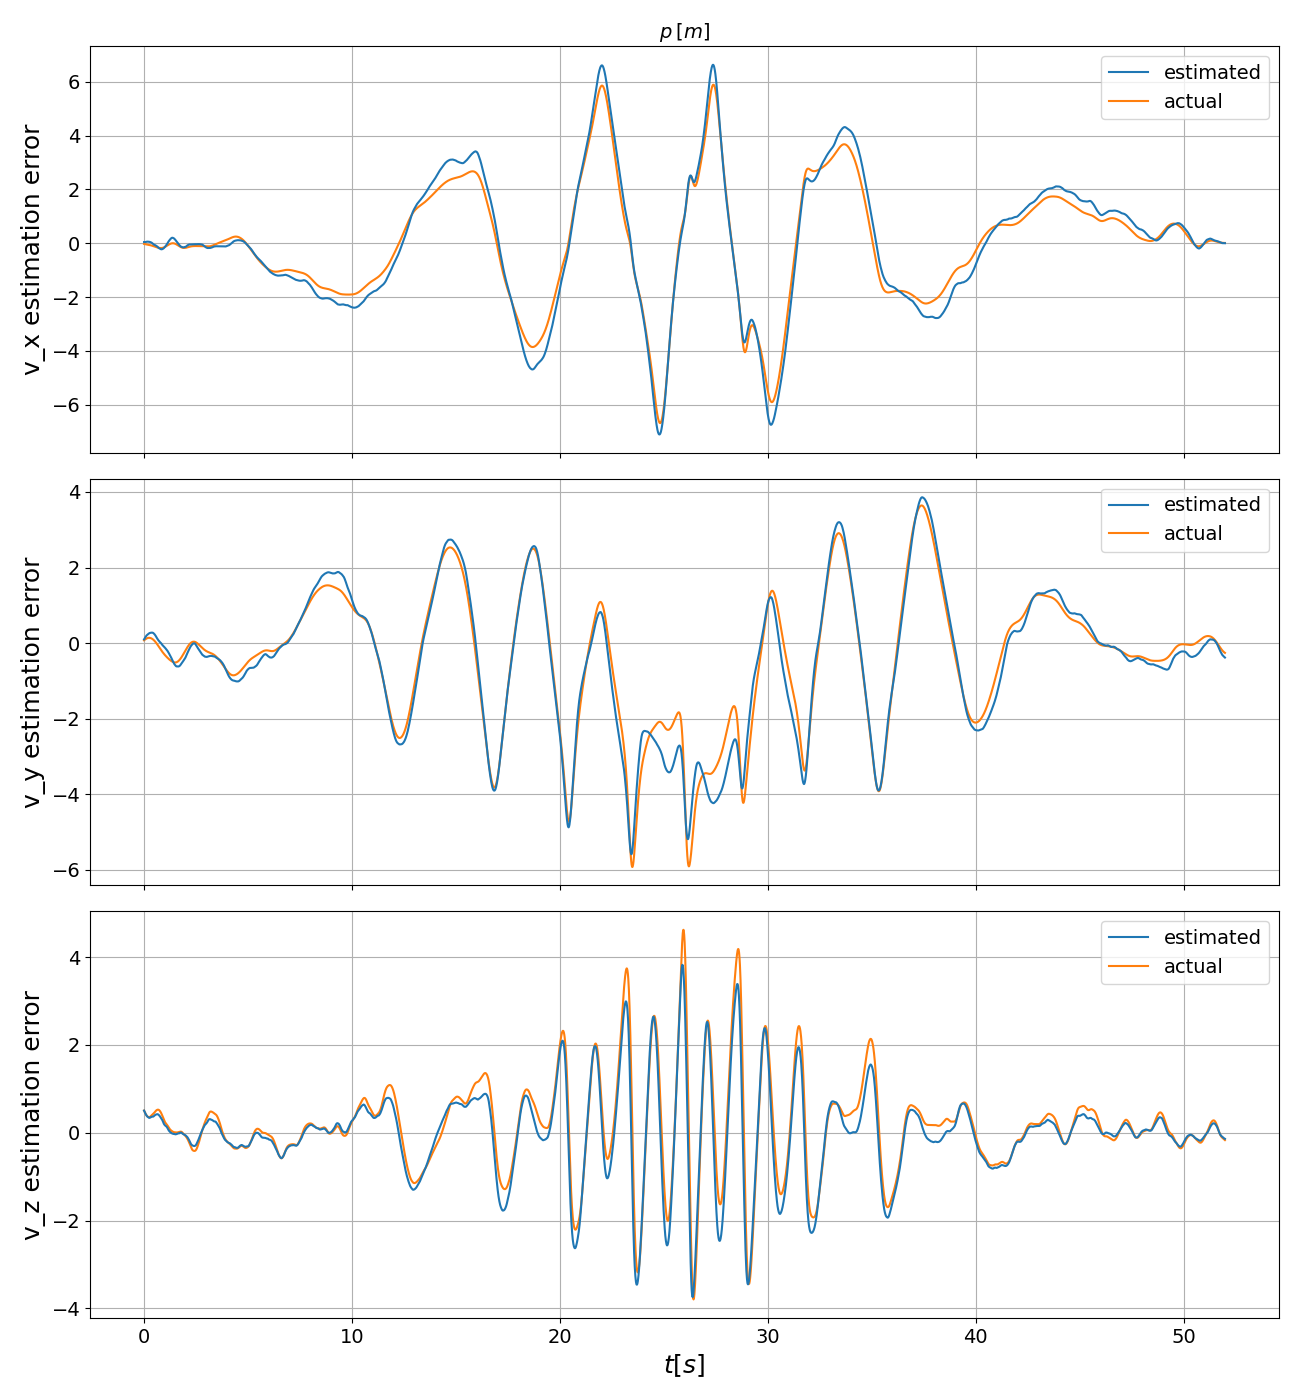 p [m]
v_x estimation error
6
4
2
0
−2
−4
−6
estimated
actual
v_y estimation error
4
2
0
−2
−4
−6
estimated
actual
v_z estimation error
4
2
0
−2
−4
estimated
actual
0 10 20 30 40 50
t[s]